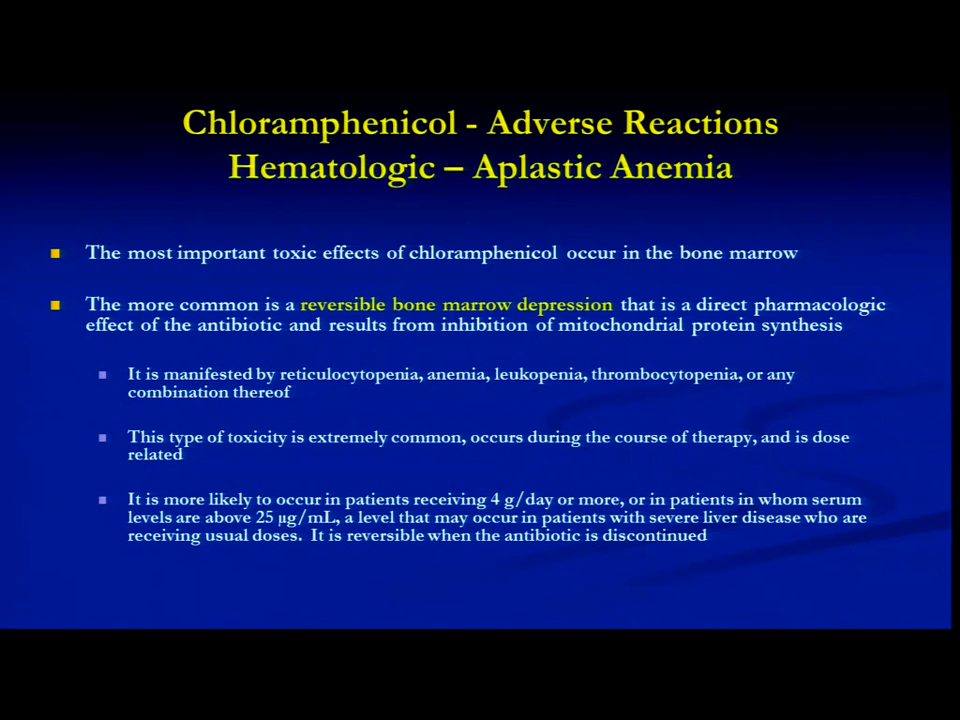 Chloramphenicol - Adverse Reactions
Hematologic – Aplastic Anemia
The most important toxic effects of chloramphenicol occur in the bone marrow
The more common is a reversible bone marrow depression that is a direct pharmacologic
effect of the antibiotic and results from inhibition of mitochondrial protein synthesis
It is manifested by reticulocytopenia, anemia, leukopenia, thrombocytopenia, or any
combination thereof
This type of toxicity is extremely common, occurs during the course of therapy, and is dose
related
It is more likely to occur in patients receiving 4 g/day or more, or in patients in whom serum
levels are above 25 µg/mL, a level that may occur in patients with severe liver disease who are
receiving usual doses. It is reversible when the antibiotic is discontinued